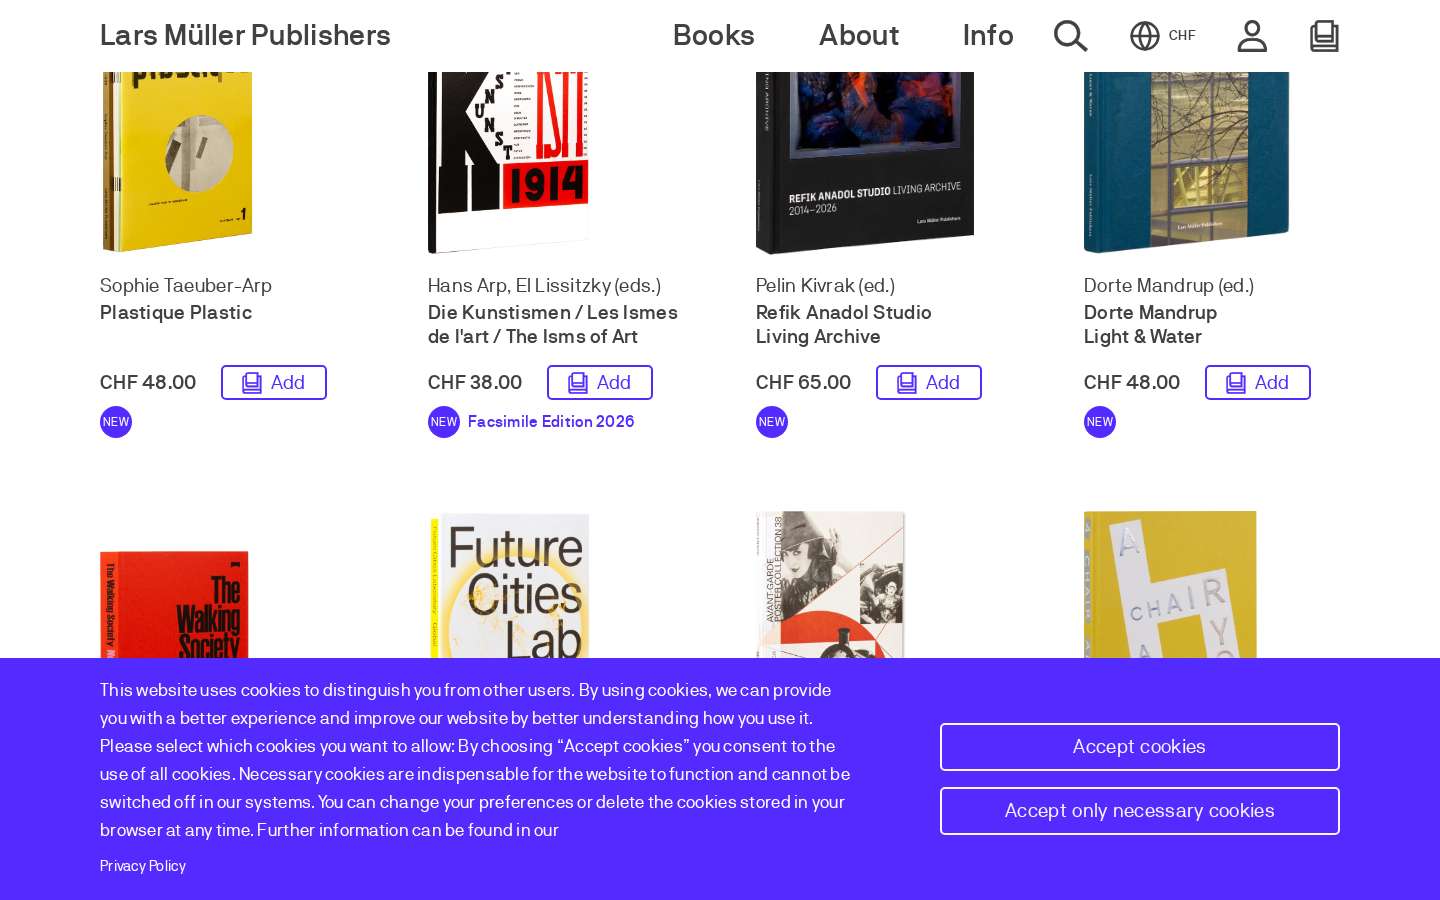 Lars Müller Publishers
Books
About
Info
CHF
KUNST
ISM
1914
REFIK ANADOL STUDIO LIVING ARCHIVE
2014–2026
Lars Müller Publishers
Lars Müller Publishers
Sophie Taeuber-Arp
Plastique Plastic
CHF 48.00
Add
NEW
Hans Arp, El Lissitzky (eds.)
Die Kunstismen / Les Ismes
de l'art / The Isms of Art
CHF 38.00
Add
NEW
Facsimile Edition 2026
Pelin Kivrak (ed.)
Refik Anadol Studio
Living Archive
CHF 65.00
Add
NEW
Dorte Mandrup (ed.)
Dorte Mandrup
Light & Water
CHF 48.00
Add
NEW
The Walking Society
The
Walking
Society
Future
Cities
Lab
AVANT GARDE
POSTER COLLECTION 38
A
CHAIR
A
This website uses cookies to distinguish you from other users. By using cookies, we can provide
you with a better experience and improve our website by better understanding how you use it.
Please select which cookies you want to allow: By choosing “Accept cookies” you consent to the
use of all cookies. Necessary cookies are indispensable for the website to function and cannot be
switched off in our systems. You can change your preferences or delete the cookies stored in your
browser at any time. Further information can be found in our
Privacy Policy
Accept cookies
Accept only necessary cookies